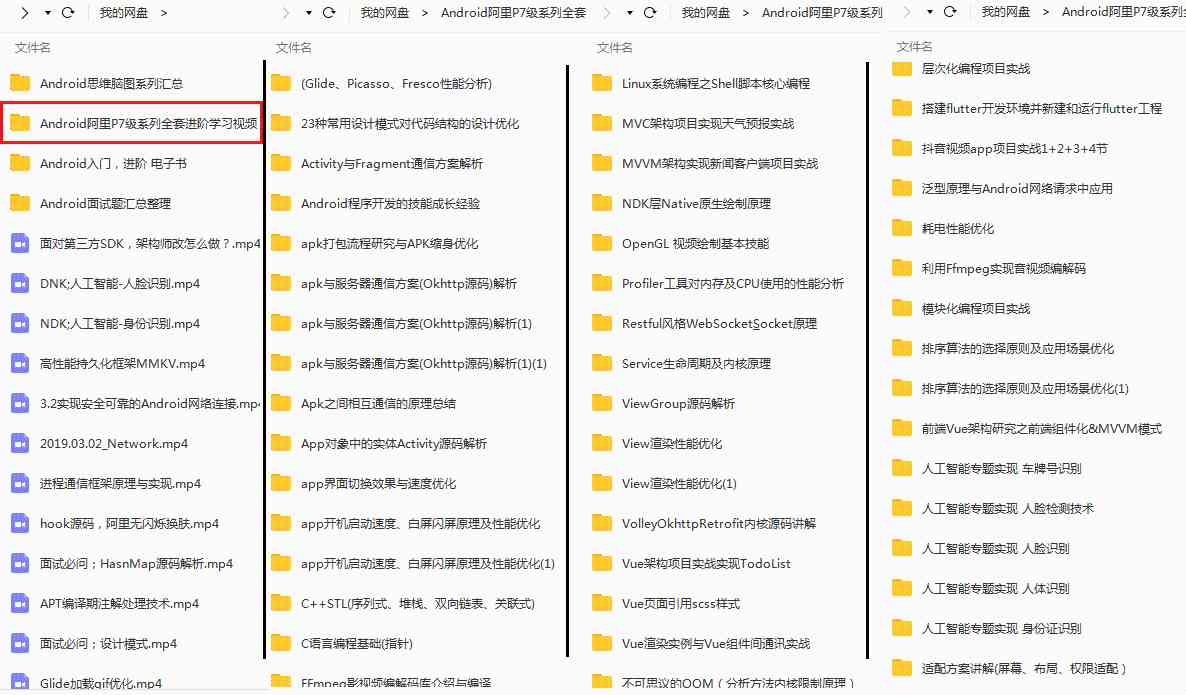 我的网盘 >
文件名
Android思维脑图系列汇总
Android阿里P7级系列全套进阶学习视频
Android入门，进阶 电子书
Android面试题汇总整理
面对第三方SDK，架构师改怎么做？.mp4
DNK;人工智能-人脸识别.mp4
NDK;人工智能-身份识别.mp4
高性能持久化框架MMKV.mp4
3.2实现安全可靠的Android网络连接.mp4
2019.03.02_Network.mp4
进程通信框架原理与实现.mp4
hook源码，阿里无闪烁换肤.mp4
面试必问；HasnMap源码解析.mp4
APT编译期注解处理技术.mp4
面试必问；设计模式.mp4
Glide加载gif优化.mp4
我的网盘 > Android阿里P7级系列全套
文件名
(Glide、Picasso、Fresco性能分析)
23种常用设计模式对代码结构的设计优化
Activity与Fragment通信方案解析
Android程序开发的技能成长经验
apk打包流程研究与APK缩身优化
apk与服务器通信方案(Okhttp源码)解析
apk与服务器通信方案(Okhttp源码)解析(1)
apk与服务器通信方案(Okhttp源码)解析(1)(1)
Apk之间相互通信的原理总结
App对象中的实体Activity源码解析
app界面切换效果与速度优化
app开机启动速度、白屏闪屏原理及性能优化
app开机启动速度、白屏闪屏原理及性能优化(1)
C++STL(序列式、堆栈、双向链表、关联式)
C语言编程基础(指针)
FFmpeg影视频编解码库介绍与编译
我的网盘 > Android阿里P7级系列
文件名
Linux系统编程之Shell脚本核心编程
MVC架构项目实现天气预报实战
MVVM架构实现新闻客户端项目实战
NDK层Native原生绘制原理
OpenGL 视频绘制基本技能
Profiler工具对内存及CPU使用的性能分析
Restful风格WebSocketSocket原理
Service生命周期及内核原理
ViewGroup源码解析
View渲染性能优化
View渲染性能优化(1)
VolleyOkhttpRetrofit内核源码讲解
Vue架构项目实战实现TodoList
Vue页面引用scss样式
Vue渲染实例与Vue组件间通讯实战
不可思议的OOM（分析方法内核限制原理）
我的网盘 > Android阿里P7级系列
文件名
层次化编程项目实战
搭建flutter开发环境并新建和运行flutter工程
抖音视频app项目实战1+2+3+4节
泛型原理与Android网络请求中应用
耗电性能优化
利用Ffmpeg实现音视频编解码
模块化编程项目实战
排序算法的选择原则及应用场景优化
排序算法的选择原则及应用场景优化(1)
前端Vue架构研究之前端组件化&MVVM模式
人工智能专题实现 车牌号识别
人工智能专题实现 人脸检测技术
人工智能专题实现 人脸识别
人工智能专题实现 人体识别
人工智能专题实现 身份证识别
适配方案讲解(屏幕、布局、权限适配）